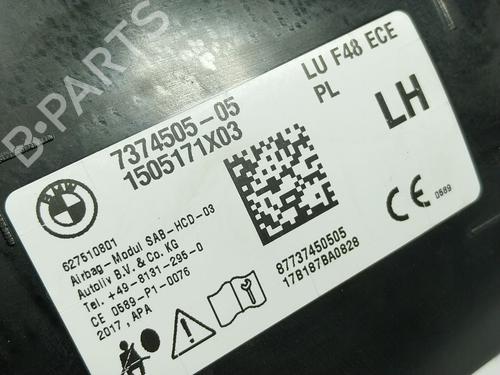 B-PARTS
LU F48 ECE
PL
LH
7374505-05
1505171X03
BMW
627510801
Airbag-Modul SAB-HCD-03
Autoliv B.V. & Co. KG
Tel. +49-8131-295-0
CE 0589-P1-0076
2017, APA
87737450505
17B187BA0828
CE 0589